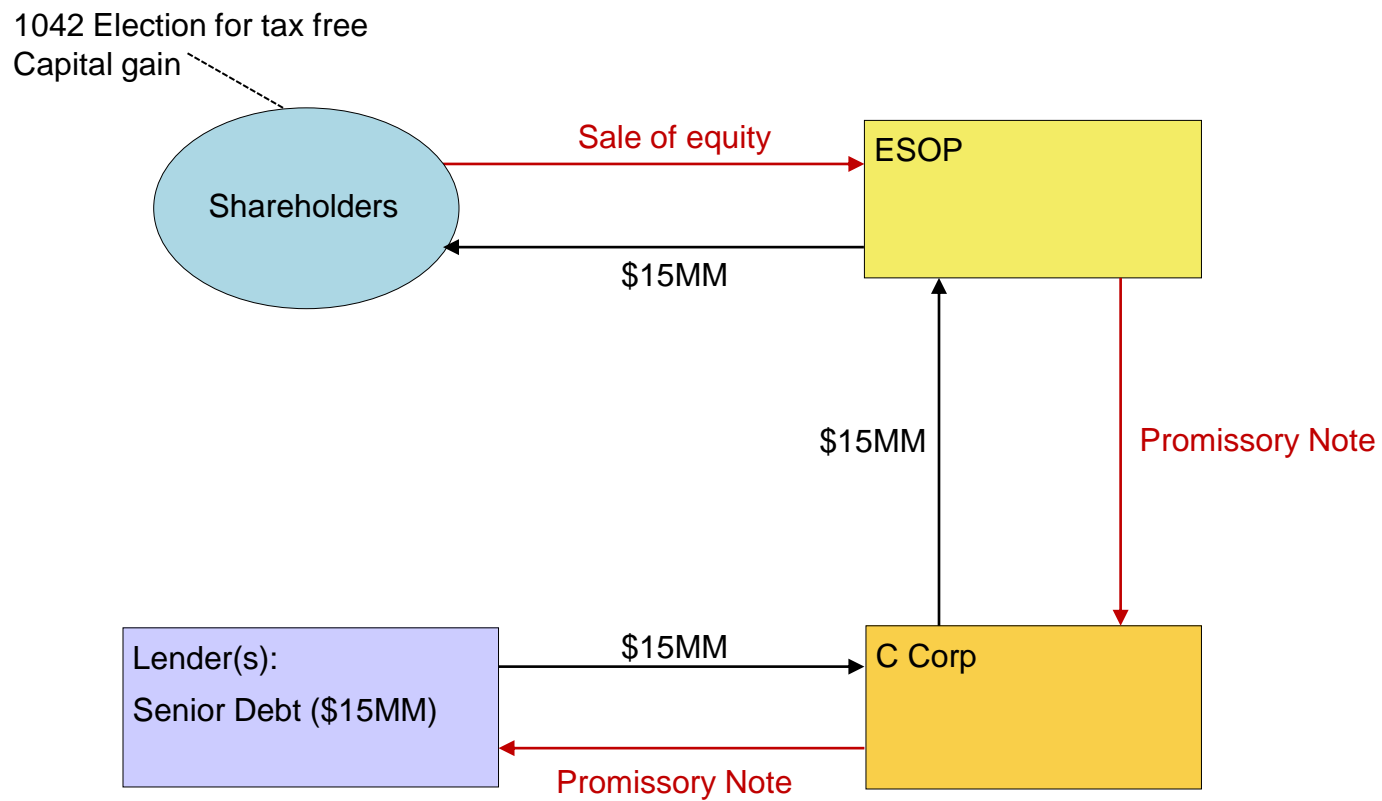 1042 Election for tax free
Capital gain
Sale of equity
ESOP
Shareholders
$15MM
$15MM
Promissory Note
Lender(s):
Senior Debt ($15MM)
$15MM
C Corp
Promissory Note